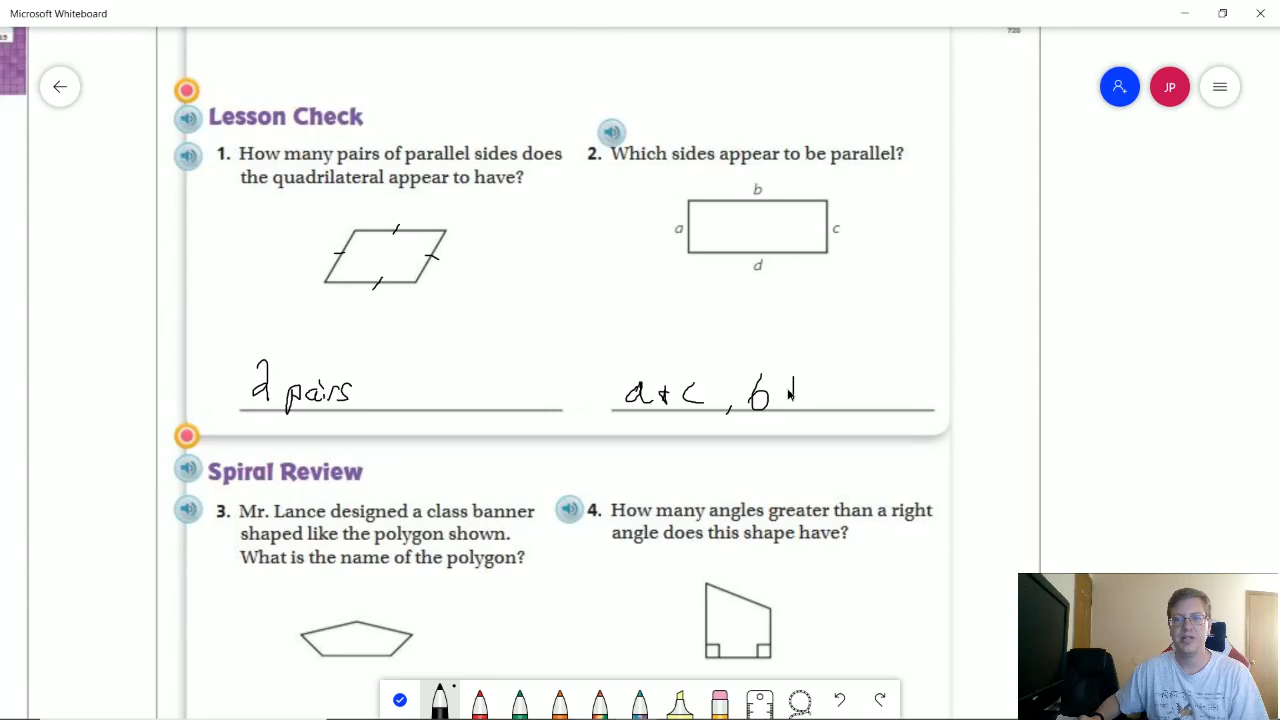 Microsoft Whiteboard
JP
Lesson Check
1. How many pairs of parallel sides does
the quadrilateral appear to have?
2 pairs
2. Which sides appear to be parallel?
b
a
c
d
a + c , b +
Spiral Review
3. Mr. Lance designed a class banner
shaped like the polygon shown.
What is the name of the polygon?
4. How many angles greater than a right
angle does this shape have?